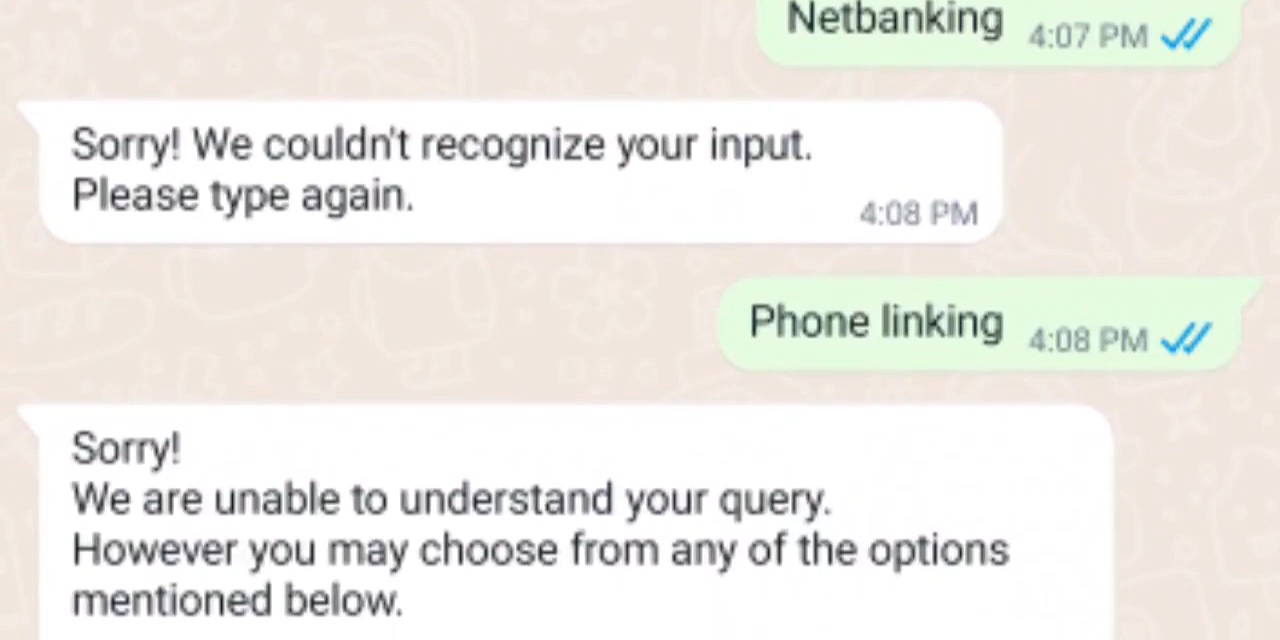 Netbanking 4:07 PM
Sorry! We couldn't recognize your input.
Please type again.
4:08 PM
Phone linking 4:08 PM
Sorry!
We are unable to understand your query.
However you may choose from any of the options
mentioned below.